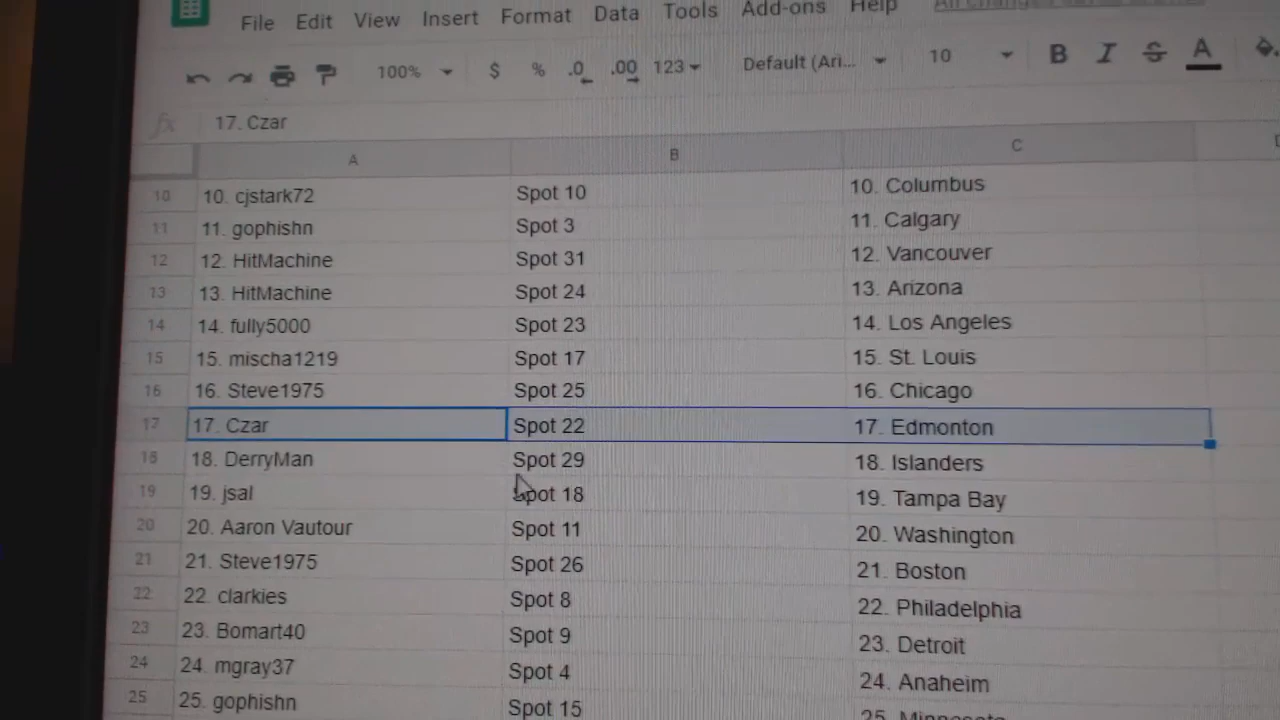 File Edit View Insert Format Data Tools Add-ons Help
100% $ % .0 .00 123 Default (Ari... 10 B I S A
fx 17. Czar
A B C
10 10. cjstark72 Spot 10 10. Columbus
11 11. gophishn Spot 3 11. Calgary
12 12. HitMachine Spot 31 12. Vancouver
13 13. HitMachine Spot 24 13. Arizona
14 14. fully5000 Spot 23 14. Los Angeles
15 15. mischa1219 Spot 17 15. St. Louis
16 16. Steve1975 Spot 25 16. Chicago
17 17. Czar Spot 22 17. Edmonton
18 18. DerryMan Spot 29 18. Islanders
19 19. jsal Spot 18 19. Tampa Bay
20 20. Aaron Vautour Spot 11 20. Washington
21 21. Steve1975 Spot 26 21. Boston
22 22. clarkies Spot 8 22. Philadelphia
23 23. Bomart40 Spot 9 23. Detroit
24 24. mgray37 Spot 4 24. Anaheim
25 25. gophishn Spot 15 25. Minnesota